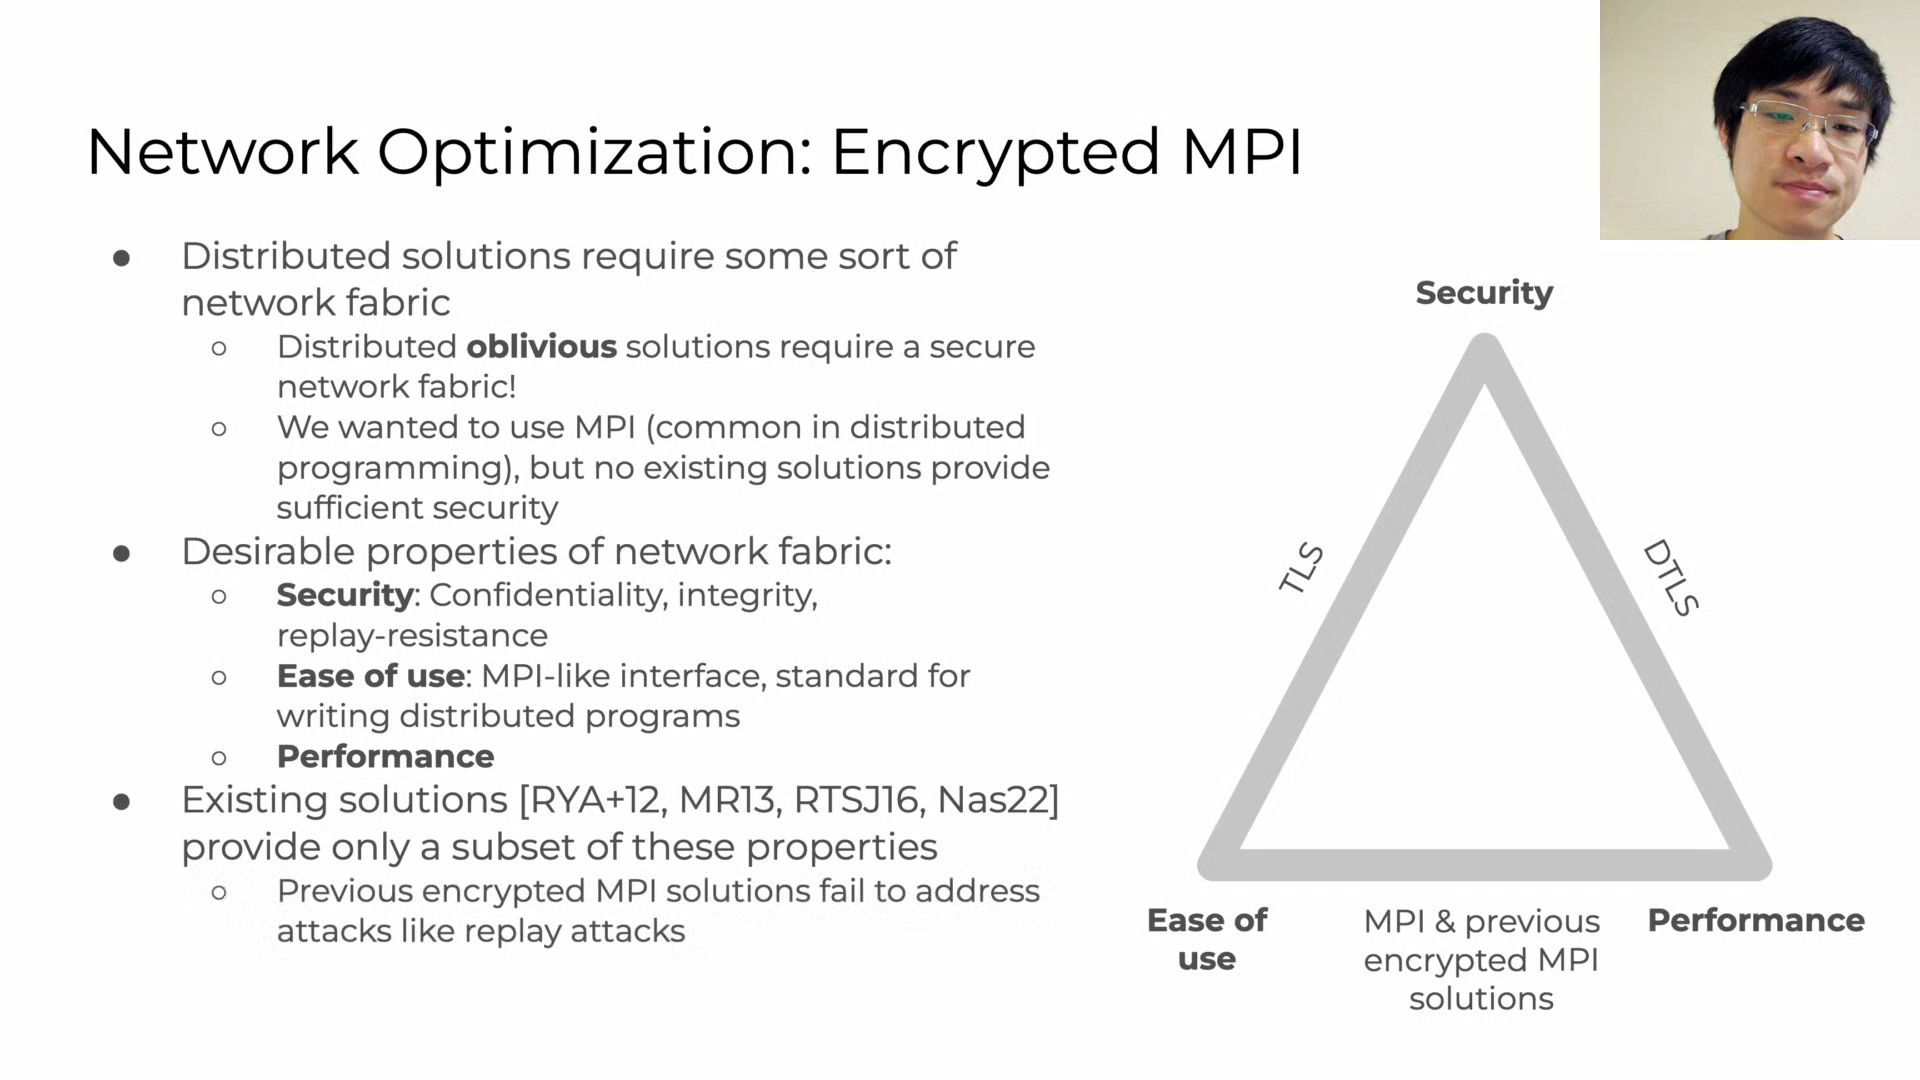 Network Optimization: Encrypted MPI
● Distributed solutions require some sort of
network fabric
○ Distributed oblivious solutions require a secure
network fabric!
○ We wanted to use MPI (common in distributed
programming), but no existing solutions provide
sufficient security
● Desirable properties of network fabric:
○ Security: Confidentiality, integrity,
replay-resistance
○ Ease of use: MPI-like interface, standard for
writing distributed programs
○ Performance
● Existing solutions [RYA+12, MR13, RTSJ16, Nas22]
provide only a subset of these properties
○ Previous encrypted MPI solutions fail to address
attacks like replay attacks
Security
TLS
DTLS
Ease of
use
MPI & previous
encrypted MPI
solutions
Performance